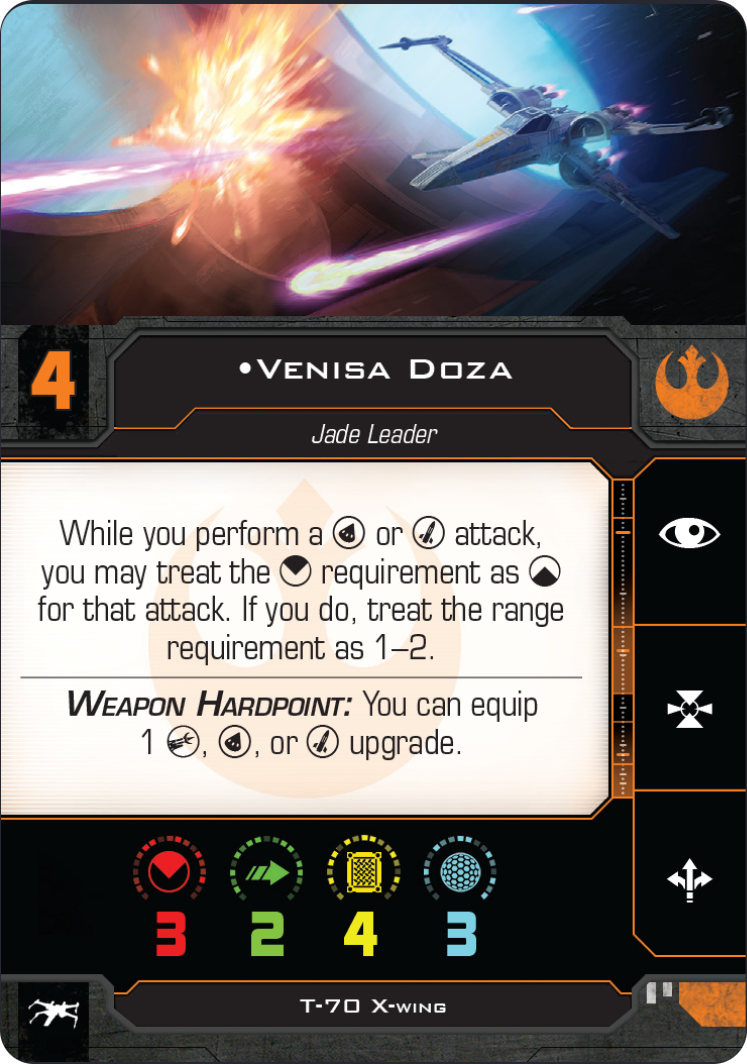 4
•Venisa Doza
Jade Leader
While you perform a or attack,
you may treat the requirement as
for that attack. If you do, treat the range
requirement as 1–2.
Weapon Hardpoint: You can equip
1 , , or upgrade.
3 2 4 3
T-70 X-wing